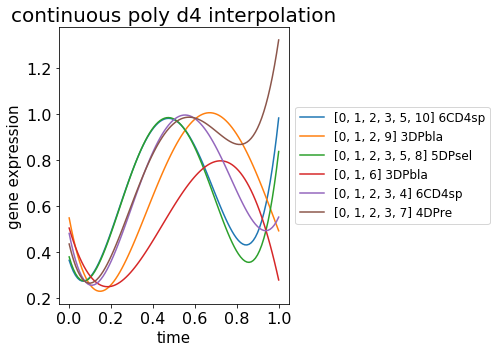 continuous poly d4 interpolation
gene expression
1.2
1.0
0.8
0.6
0.4
0.2
0.0 0.2 0.4 0.6 0.8 1.0
time
[0, 1, 2, 3, 5, 10] 6CD4sp
[0, 1, 2, 9] 3DPbla
[0, 1, 2, 3, 5, 8] 5DPsel
[0, 1, 6] 3DPbla
[0, 1, 2, 3, 4] 6CD4sp
[0, 1, 2, 3, 7] 4DPre